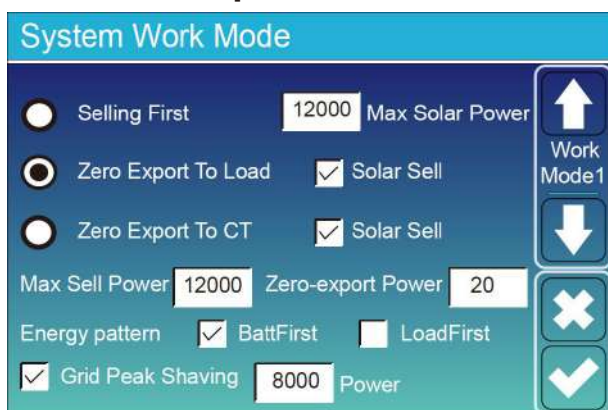 System Work Mode
Selling First 12000 Max Solar Power
Zero Export To Load Solar Sell
Work
Mode1
Zero Export To CT Solar Sell
Max Sell Power 12000 Zero-export Power 20
Energy pattern BattFirst LoadFirst
Grid Peak Shaving 8000 Power